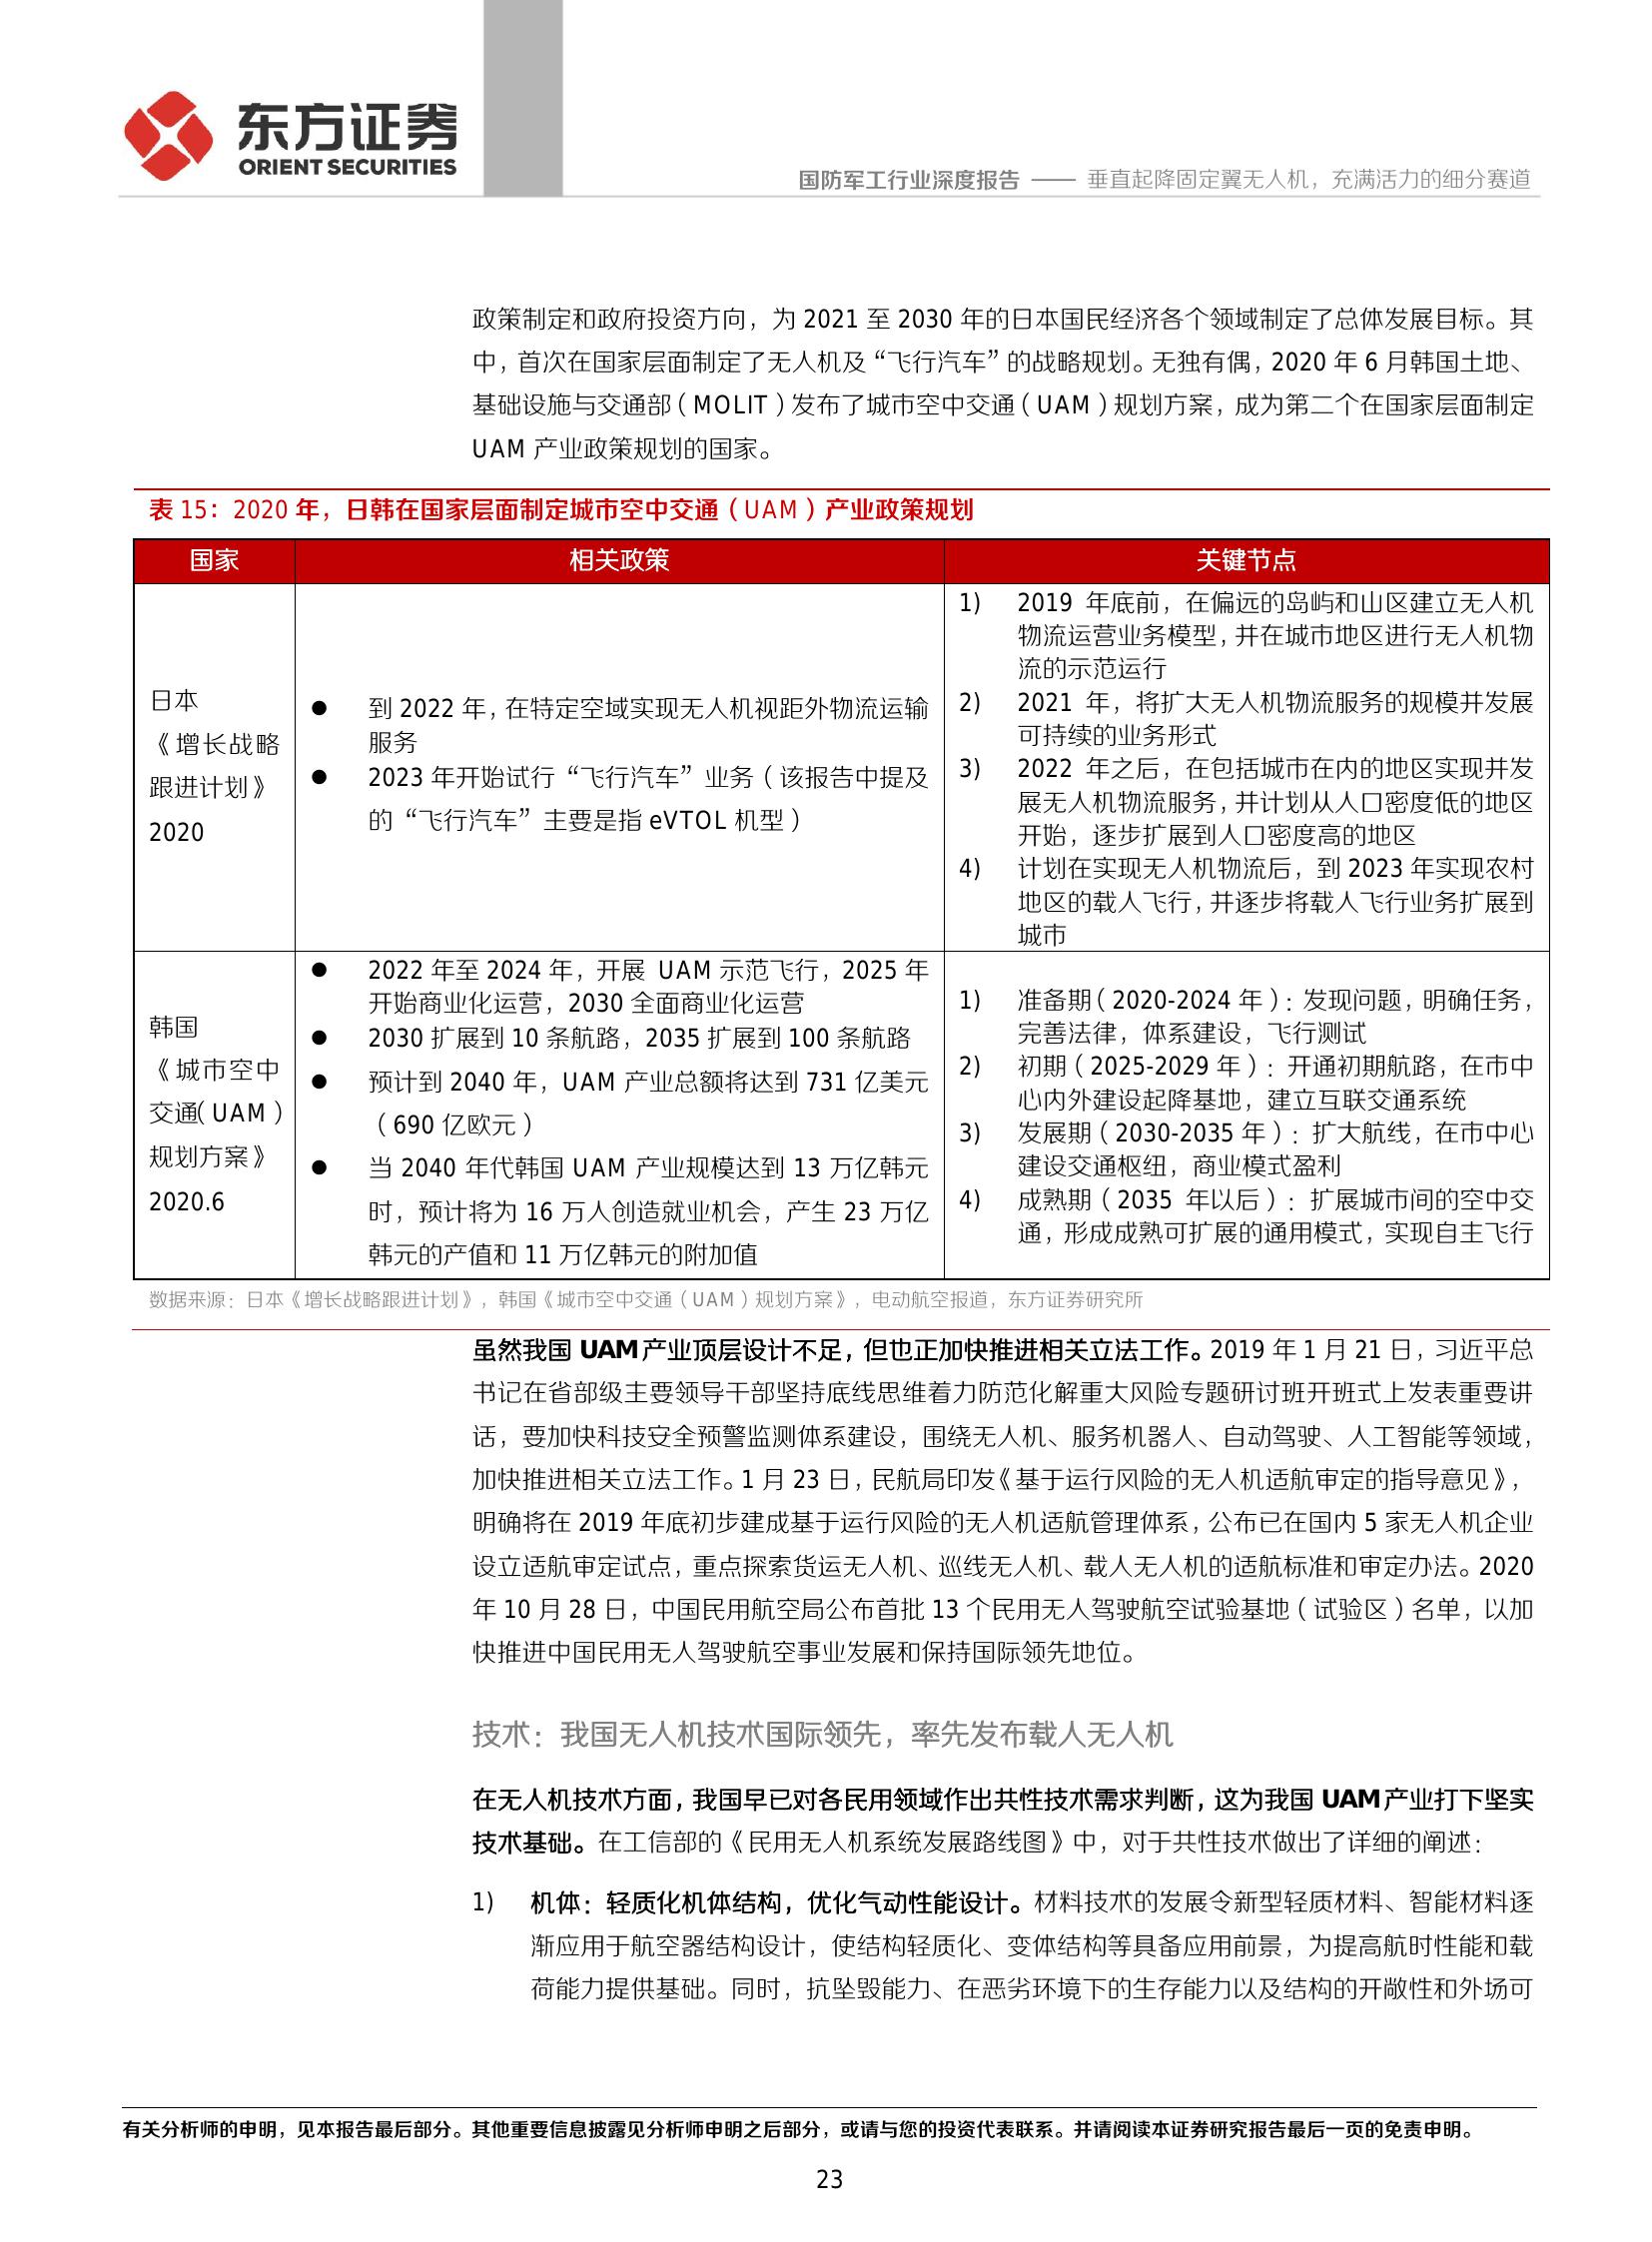 东方证券
ORIENT SECURITIES
国防军工行业深度报告 —— 垂直起降固定翼无人机，充满活力的细分赛道
政策制定和政府投资方向，为 2021 至 2030 年的日本国民经济各个领域制定了总体发展目标。其
中，首次在国家层面制定了无人机及“飞行汽车”的战略规划。无独有偶，2020 年 6 月韩国土地、
基础设施与交通部（MOLIT）发布了城市空中交通（UAM）规划方案，成为第二个在国家层面制定
UAM 产业政策规划的国家。
表 15：2020 年，日韩在国家层面制定城市空中交通（UAM）产业政策规划
国家 相关政策 关键节点
日本
《增长战略
跟进计划》
2020
● 到 2022 年，在特定空域实现无人机视距外物流运输
服务
● 2023 年开始试行“飞行汽车”业务（该报告中提及
的“飞行汽车”主要是指 eVTOL 机型）
1) 2019 年底前，在偏远的岛屿和山区建立无人机
物流运营业务模型，并在城市地区进行无人机物
流的示范运行
2) 2021 年，将扩大无人机物流服务的规模并发展
可持续的业务形式
3) 2022 年之后，在包括城市在内的地区实现并发
展无人机物流服务，并计划从人口密度低的地区
开始，逐步扩展到人口密度高的地区
4) 计划在实现无人机物流后，到 2023 年实现农村
地区的载人飞行，并逐步将载人飞行业务扩展到
城市
韩国
《城市空中
交通（UAM）
规划方案》
2020.6
● 2022 年至 2024 年，开展 UAM 示范飞行，2025 年
开始商业化运营，2030 全面商业化运营
● 2030 扩展到 10 条航路，2035 扩展到 100 条航路
● 预计到 2040 年，UAM 产业总额将达到 731 亿美元
（690 亿欧元）
● 当 2040 年代韩国 UAM 产业规模达到 13 万亿韩元
时，预计将为 16 万人创造就业机会，产生 23 万亿
韩元的产值和 11 万亿韩元的附加值
1) 准备期（2020-2024 年）：发现问题，明确任务，
完善法律，体系建设，飞行测试
2) 初期（2025-2029 年）：开通初期航路，在市中
心内外建设起降基地，建立互联交通系统
3) 发展期（2030-2035 年）：扩大航线，在市中心
建设交通枢纽，商业模式盈利
4) 成熟期（2035 年以后）：扩展城市间的空中交
通，形成成熟可扩展的通用模式，实现自主飞行
数据来源：日本《增长战略跟进计划》，韩国《城市空中交通（UAM）规划方案》，电动航空报道，东方证券研究所
虽然我国 UAM 产业顶层设计不足，但也正加快推进相关立法工作。2019 年 1 月 21 日，习近平总
书记在省部级主要领导干部坚持底线思维着力防范化解重大风险专题研讨班开班式上发表重要讲
话，要加快科技安全预警监测体系建设，围绕无人机、服务机器人、自动驾驶、人工智能等领域，
加快推进相关立法工作。1 月 23 日，民航局印发《基于运行风险的无人机适航审定的指导意见》，
明确将在 2019 年底初步建成基于运行风险的无人机适航管理体系，公布已在国内 5 家无人机企业
设立适航审定试点，重点探索货运无人机、巡线无人机、载人无人机的适航标准和审定办法。2020
年 10 月 28 日，中国民用航空局公布首批 13 个民用无人驾驶航空试验基地（试验区）名单，以加
快推进中国民用无人驾驶航空事业发展和保持国际领先地位。
技术：我国无人机技术国际领先，率先发布载人无人机
在无人机技术方面，我国早已对各民用领域作出共性技术需求判断，这为我国 UAM 产业打下坚实
技术基础。在工信部的《民用无人机系统发展路线图》中，对于共性技术做出了详细的阐述：
1) 机体：轻质化机体结构，优化气动性能设计。材料技术的发展令新型轻质材料、智能材料逐
渐应用于航空器结构设计，使结构轻质化、变体结构等具备应用前景，为提高航时性能和载
荷能力提供基础。同时，抗坠毁能力、在恶劣环境下的生存能力以及结构的开敞性和外场可
有关分析师的申明，见本报告最后部分。其他重要信息披露见分析师申明之后部分，或请与您的投资代表联系。并请阅读本证券研究报告最后一页的免责申明。
23